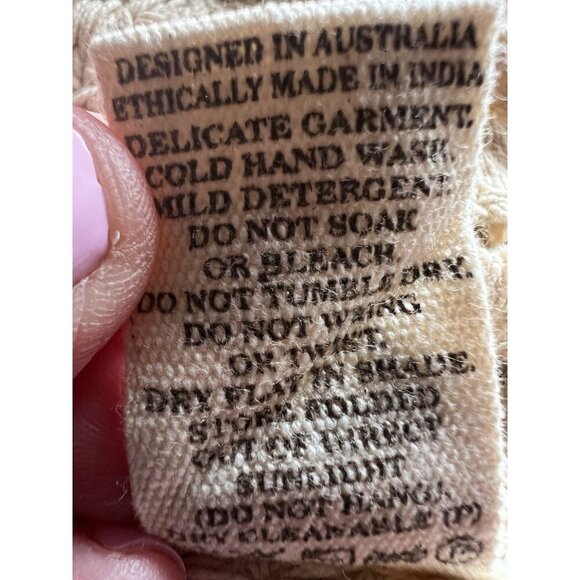 DESIGNED IN AUSTRALIA
ETHICALLY MADE IN INDIA
DELICATE GARMENT.
COLD HAND WASH.
MILD DETERGENT.
DO NOT SOAK
OR BLEACH.
DO NOT TUMBLE DRY.
DO NOT WRING
OR TWIST.
DRY FLAT IN SHADE.
STORE FOLDED
OUT OF DIRECT
SUNLIGHT
(DO NOT HANG).
DRY CLEANABLE (P)